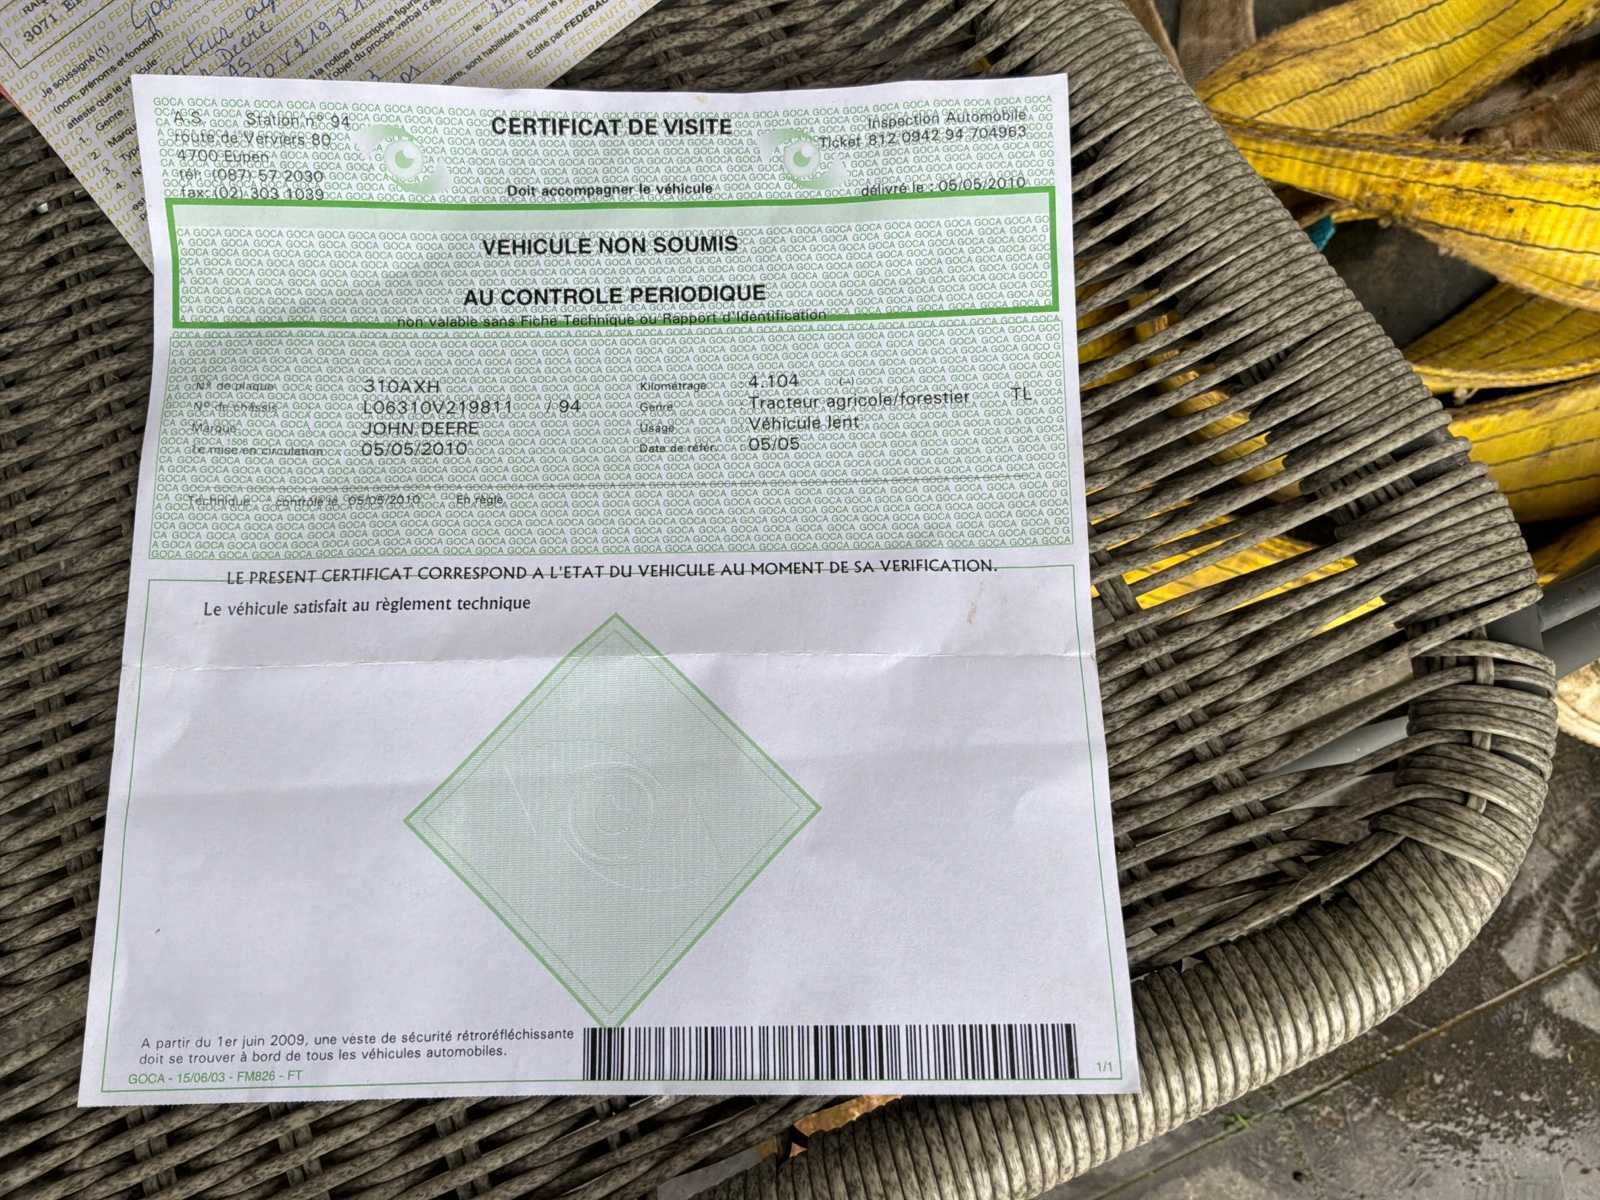 A.S. Station n° 94
route de Verviers 80
4700 Eupen
tél: (087) 57 2030
fax: (02) 303 1039
CERTIFICAT DE VISITE
Doit accompagner le véhicule
Inspection Automobile
Ticket 812 0942 94 704963
délivré le : 05/05/2010
VEHICULE NON SOUMIS
AU CONTROLE PERIODIQUE
non valable sans Fiche Technique ou Rapport d'Identification
N° de plaque 310AXH Kilométrage 4.104 (--)
N° de châssis L06310V219811 / 94 Genre Tracteur agricole/forestier TL
Marque JOHN DEERE Usage Véhicule lent
1e mise en circulation 05/05/2010 Date de référ. 05/05
Technique contrôlé le 05/05/2010 En règle
LE PRESENT CERTIFICAT CORRESPOND A L'ETAT DU VEHICULE AU MOMENT DE SA VERIFICATION.
Le véhicule satisfait au règlement technique
A partir du 1er juin 2009, une veste de sécurité rétroréfléchissante
doit se trouver à bord de tous les véhicules automobiles.
GOCA - 15/06/03 - FM826 - FT
1/1